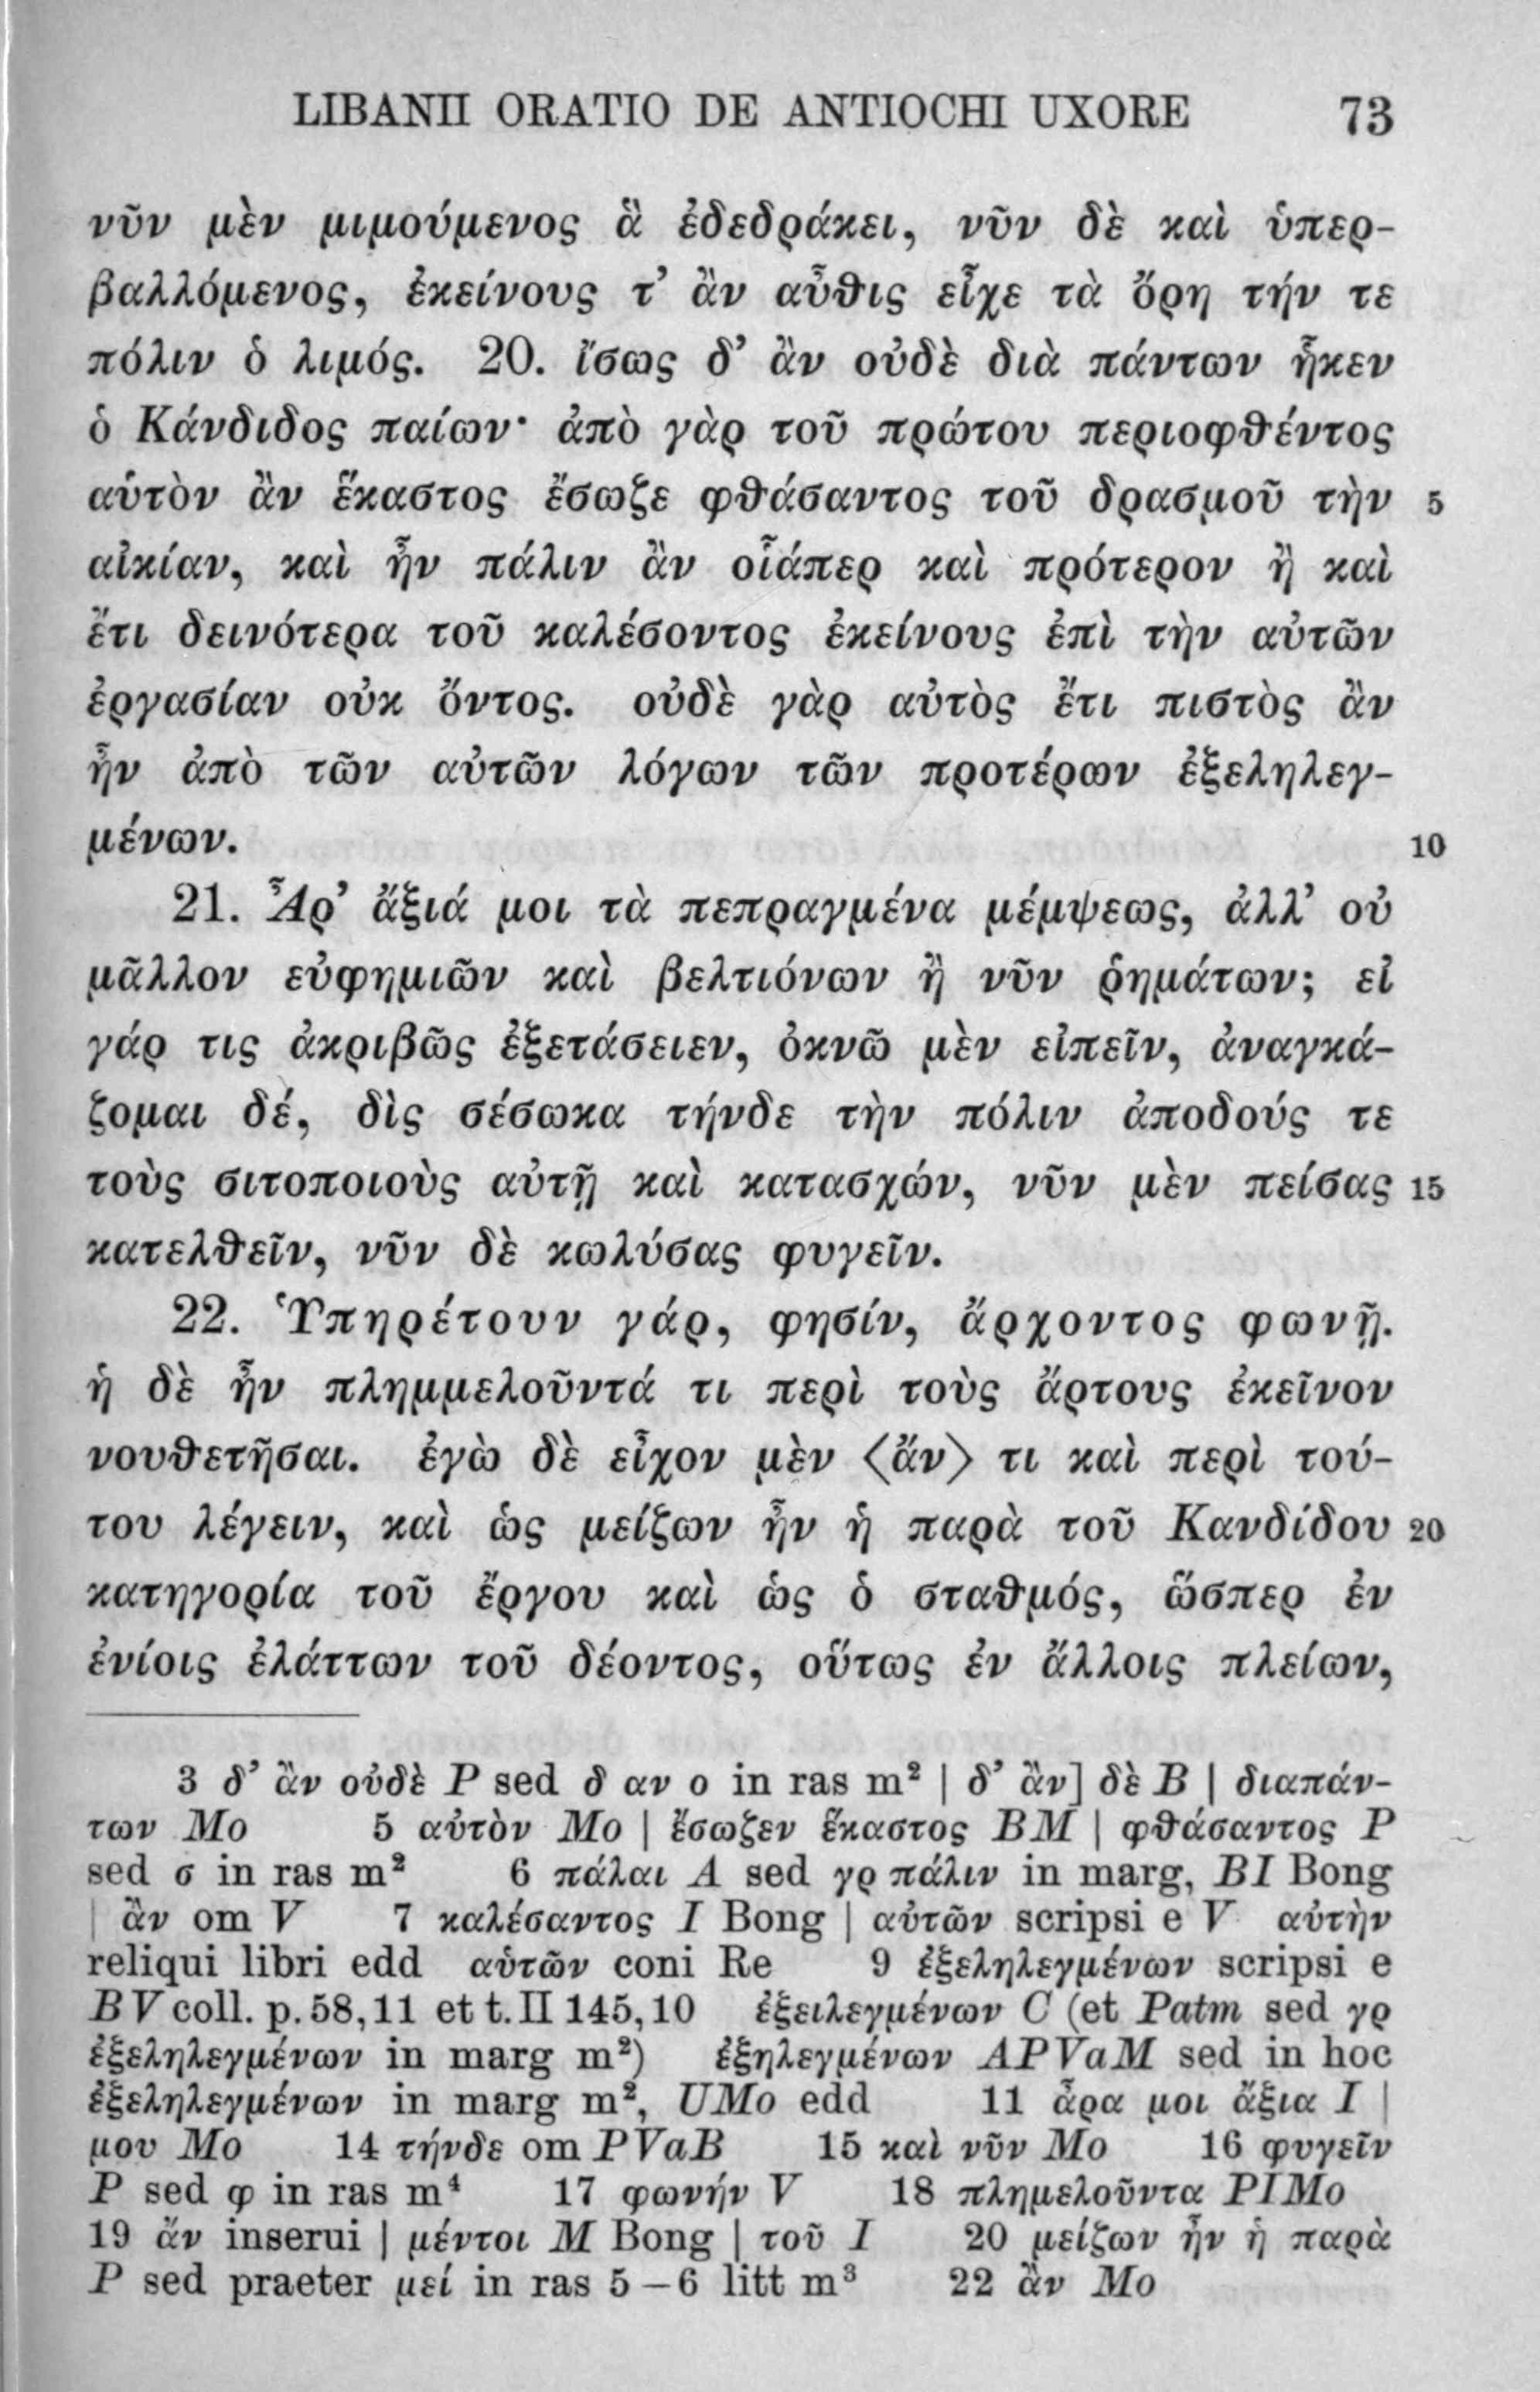 LIBANII ORATIO DE ANTIOCHI UXORE 73
νῦν μὲν μιμούμενος ἃ ἐδεδράκει, νῦν δὲ καὶ ὑπερ-
βαλλόμενος, ἐκείνους τ’ ἂν αὖθις εἶχε τὰ ὄρη τήν τε
πόλιν ὁ λιμός. 20. ἴσως δ’ ἂν οὐδὲ διὰ πάντων ἧκεν
ὁ Κάνδιδος παίων· ἀπὸ γὰρ τοῦ πρώτου περιοφθέντος
αὑτὸν ἂν ἕκαστος ἔσωζε φθάσαντος τοῦ δρασμοῦ τὴν 5
αἰκίαν, καὶ ἦν πάλιν ἂν οἷάπερ καὶ πρότερον ἢ καὶ
ἔτι δεινότερα τοῦ καλέσοντος ἐκείνους ἐπὶ τὴν αὐτῶν
ἐργασίαν οὐκ ὄντος. οὐδὲ γὰρ αὐτὸς ἔτι πιστὸς ἂν
ἦν ἀπὸ τῶν αὐτῶν λόγων τῶν προτέρων ἐξεληλεγ-
μένων. 10
21. Ἆρ’ ἄξιά μοι τὰ πεπραγμένα μέμψεως, ἀλλ’ οὐ
μᾶλλον εὐφημιῶν καὶ βελτιόνων ἢ νῦν ῥημάτων; εἰ
γάρ τις ἀκριβῶς ἐξετάσειεν, ὀκνῶ μὲν εἰπεῖν, ἀναγκά-
ζομαι δέ, δὶς σέσωκα τήνδε τὴν πόλιν ἀποδούς τε
τοὺς σιτοποιοὺς αὐτῇ καὶ κατασχών, νῦν μὲν πείσας 15
κατελθεῖν, νῦν δὲ κωλύσας φυγεῖν.
22. Ὑπηρέτουν γάρ, φησίν, ἄρχοντος φωνῇ.
ἡ δὲ ἦν πλημμελοῦντά τι περὶ τοὺς ἄρτους ἐκεῖνον
νουθετῆσαι. ἐγὼ δὲ εἶχον μὲν ⟨ἄν⟩ τι καὶ περὶ τού-
του λέγειν, καὶ ὡς μείζων ἦν ἡ παρὰ τοῦ Κανδίδου 20
κατηγορία τοῦ ἔργου καὶ ὡς ὁ σταθμός, ὥσπερ ἐν
ἐνίοις ἐλάττων τοῦ δέοντος, οὕτως ἐν ἄλλοις πλείων,
3 δ’ ἂν οὐδὲ P sed δ αν ο in ras m² | δ’ ἂν] δὲ B | διαπάν-
των Mo 5 αὐτὸν Mo | ἔσωζεν ἕκαστος BM | φθάσαντος P
sed σ in ras m² 6 πάλαι A sed γρ πάλιν in marg, BI Bong
| ἂν om V 7 καλέσαντος I Bong | αὐτῶν scripsi e V αὐτὴν
reliqui libri edd αὑτῶν coni Re 9 ἐξεληλεγμένων scripsi e
BV coll. p. 58,11 et t. II 145,10 ἐξειλεγμένων C (et Patm sed γρ
ἐξεληλεγμένων in marg m²) ἐξηλεγμένων APVaM sed in hoc
ἐξεληλεγμένων in marg m², UMo edd 11 ἆρα μοι ἄξια I |
μου Mo 14 τήνδε om PVaB 15 καὶ νῦν Mo 16 φυγεῖν
P sed φ in ras m⁴ 17 φωνήν V 18 πλημελοῦντα PIMo
19 ἄν inserui | μέντοι M Bong | τοῦ I 20 μείζων ἦν ἡ παρὰ
P sed praeter μεί in ras 5 – 6 litt m³ 22 ἂν Mo